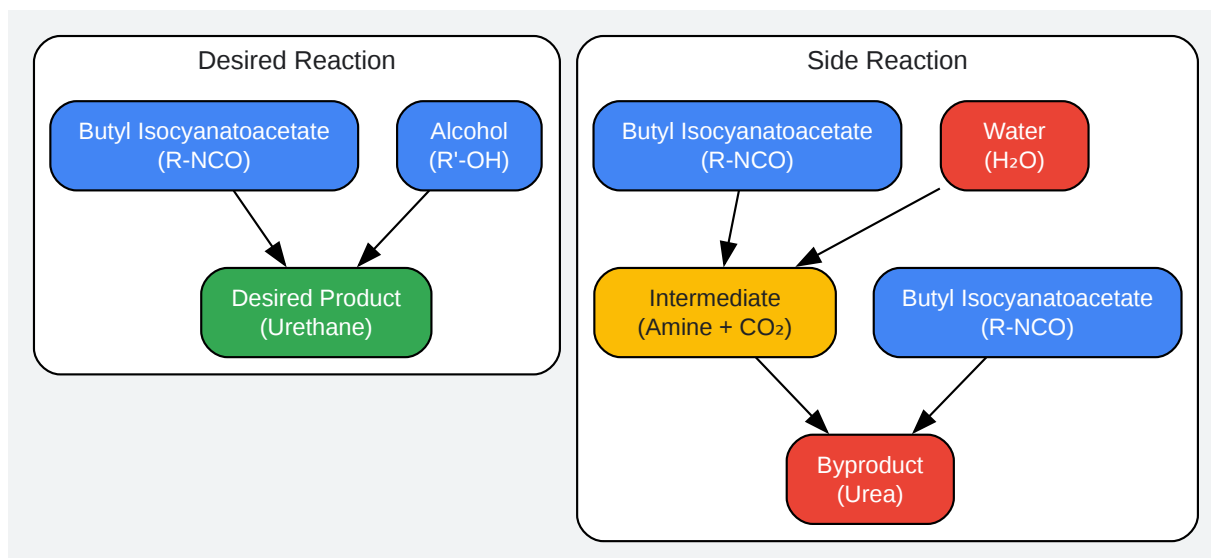 Desired Reaction
Butyl Isocyanatoacetate
(R-NCO)
Alcohol
(R'-OH)
Desired Product
(Urethane)
Side Reaction
Butyl Isocyanatoacetate
(R-NCO)
Water
(H₂O)
Intermediate
(Amine + CO₂)
Butyl Isocyanatoacetate
(R-NCO)
Byproduct
(Urea)